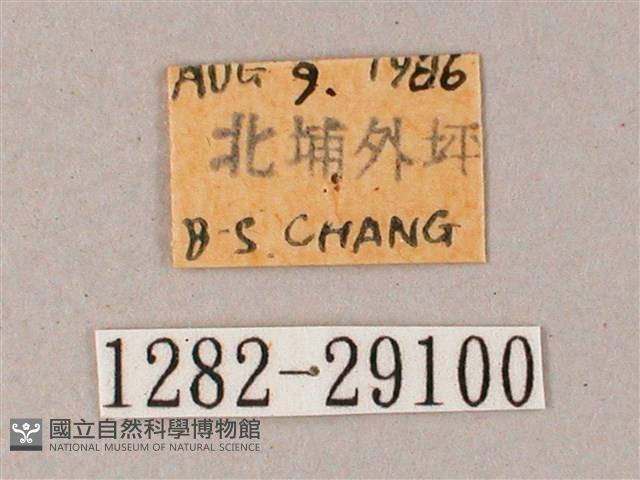 AUG 9. 1986
北埔外坪
B-S. CHANG
1282-29100
國立自然科學博物館
NATIONAL MUSEUM OF NATURAL SCIENCE